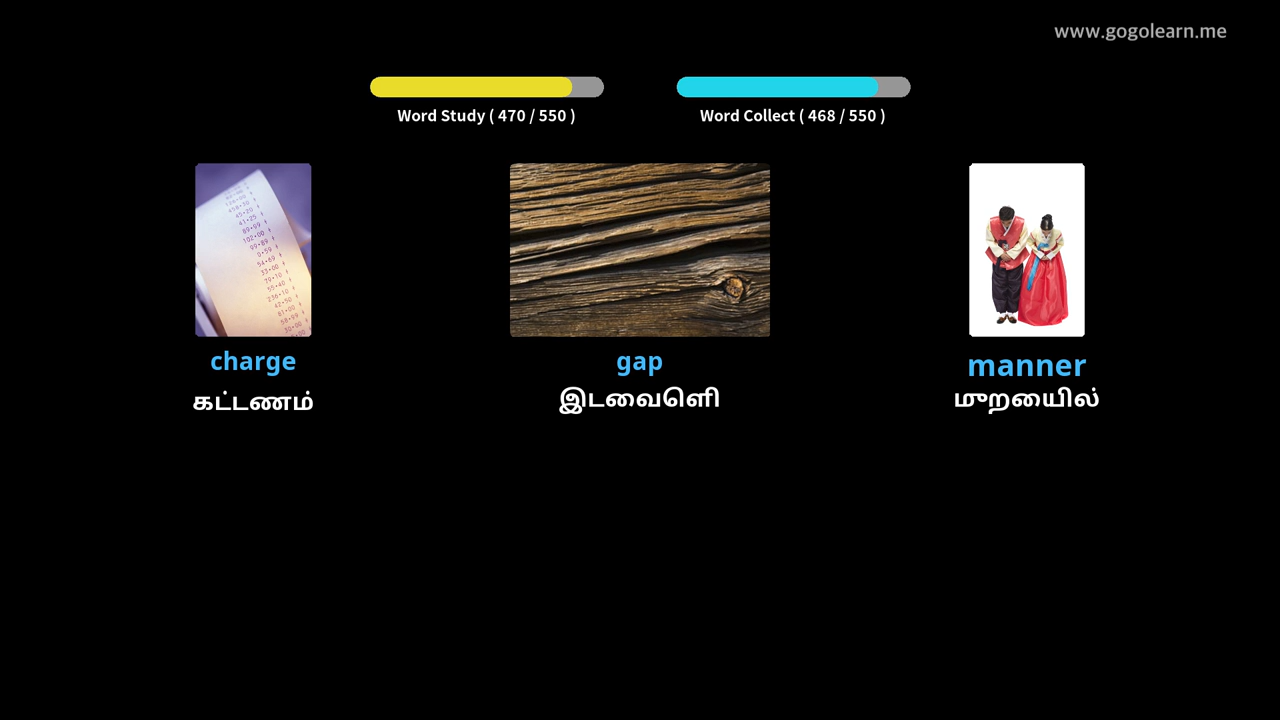 www.gogolearn.me
Word Study ( 470 / 550 )
Word Collect ( 468 / 550 )
charge
gap
manner
கட்டணம்
இடைவெளி
முறையில்